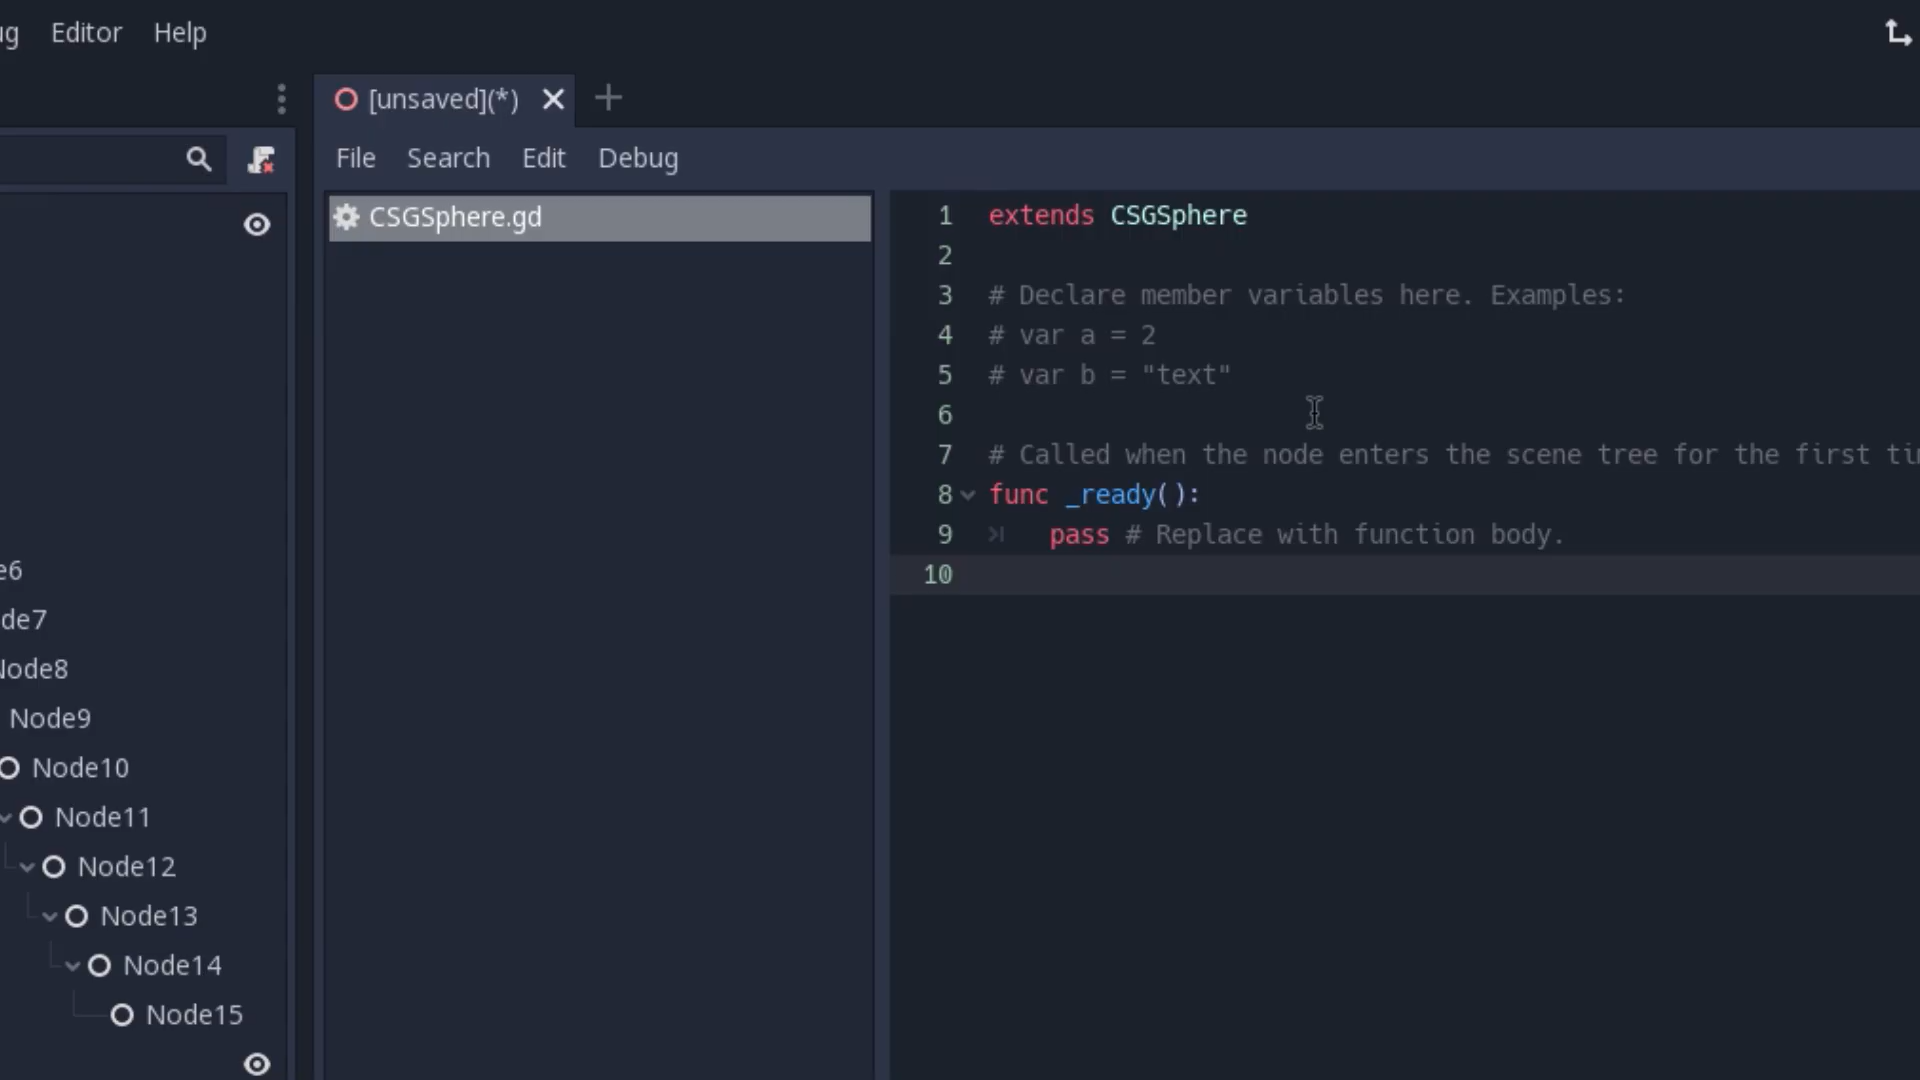 Editor Help
[unsaved](*)
File Search Edit Debug
CSGSphere.gd
1 extends CSGSphere
2
3 # Declare member variables here. Examples:
4 # var a = 2
5 # var b = "text"
6
7 # Called when the node enters the scene tree for the first
8 func _ready():
9 pass # Replace with function body.
10
Node8
Node9
Node10
Node11
Node12
Node13
Node14
Node15